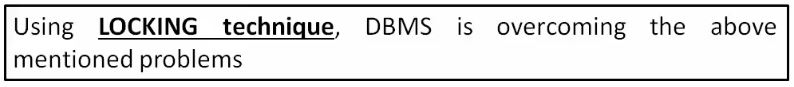 Using LOCKING technique, DBMS is overcoming the above
mentioned problems